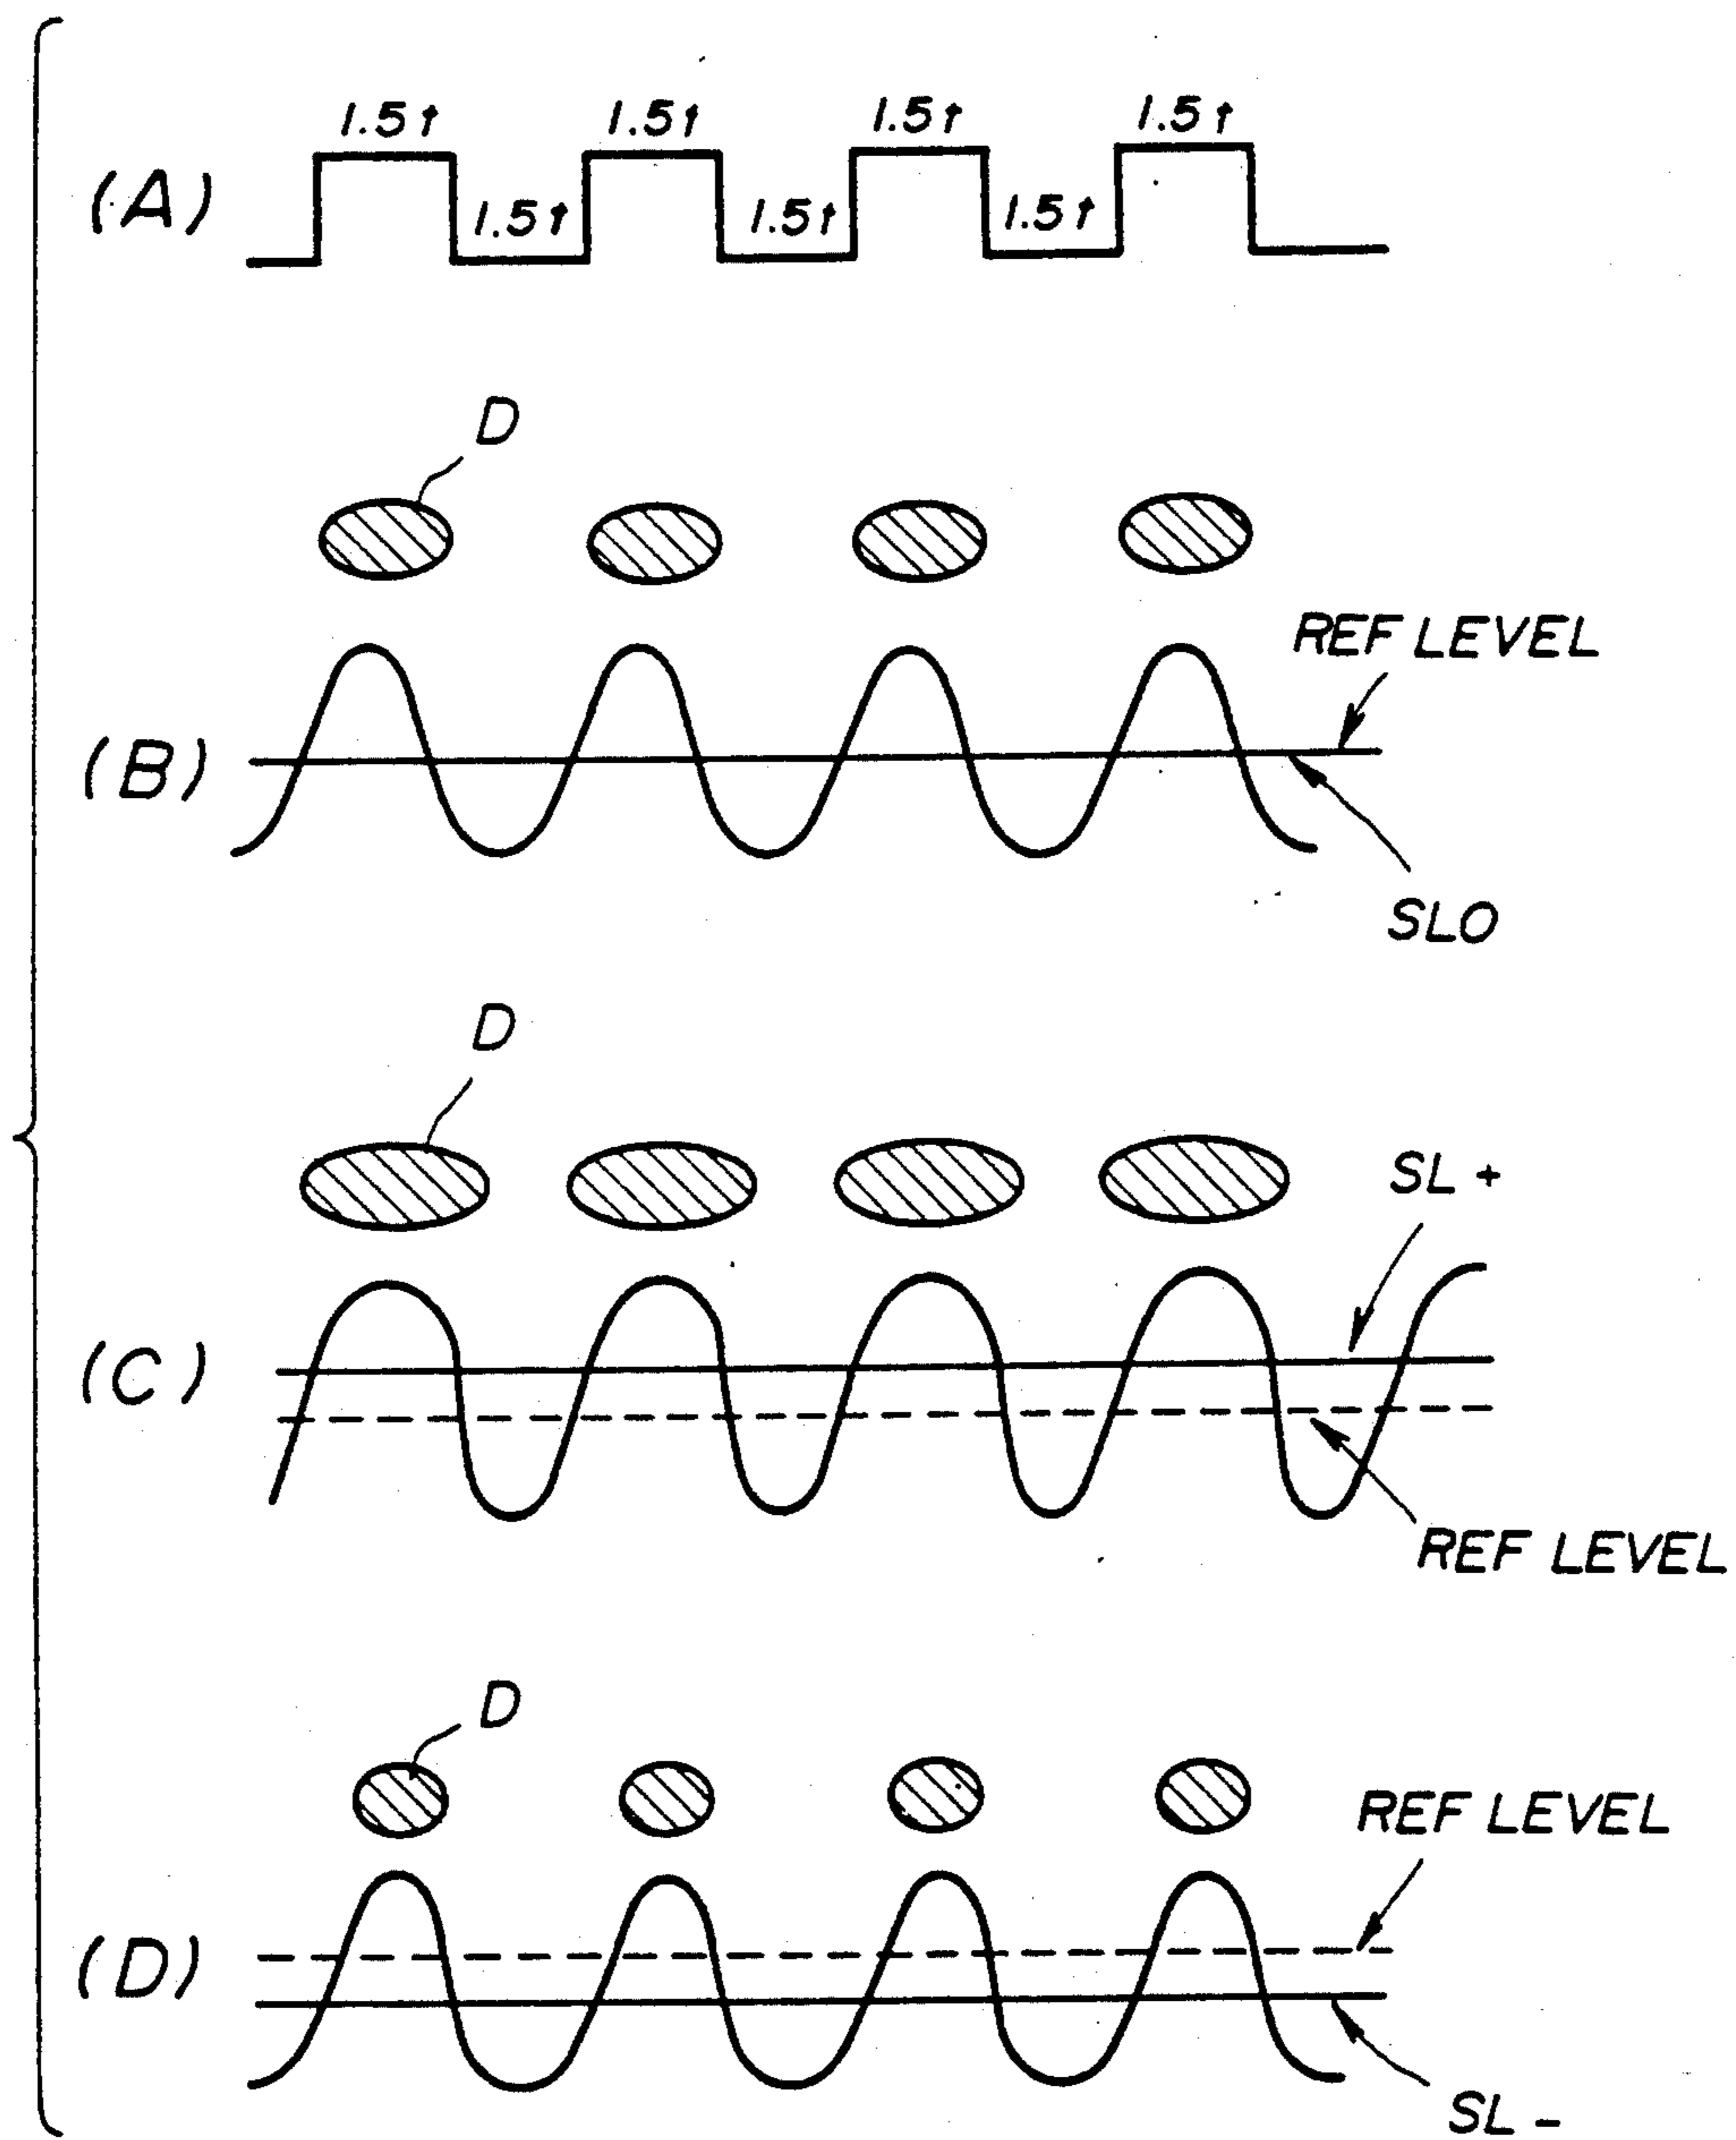 1.5t 1.5t 1.5t 1.5t
(A)
1.5t 1.5t 1.5t
D
REF LEVEL
(B)
SLO
D
SL +
(C)
REF LEVEL
D
REF LEVEL
(D)
SL -